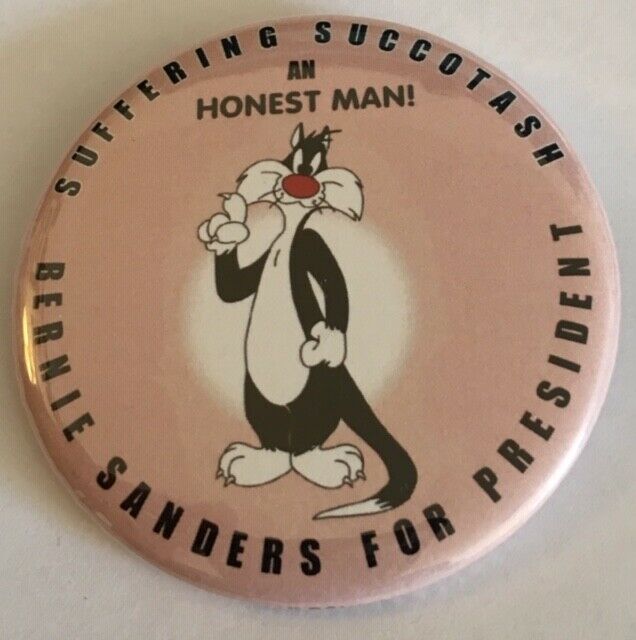 SUFFERING SUCCOTASH
AN
HONEST MAN!
BERNIE SANDERS FOR PRESIDENT